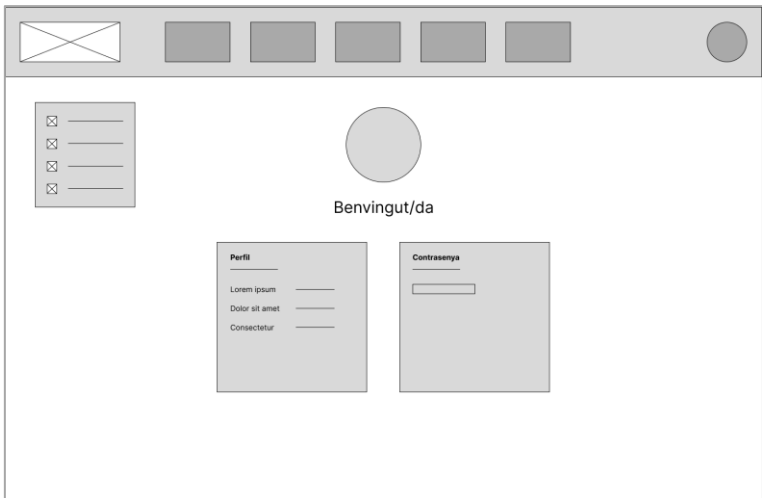 Benvingut/da
Perfil
Lorem ipsum
Dolor sit amet
Consectetur
Contrasenya